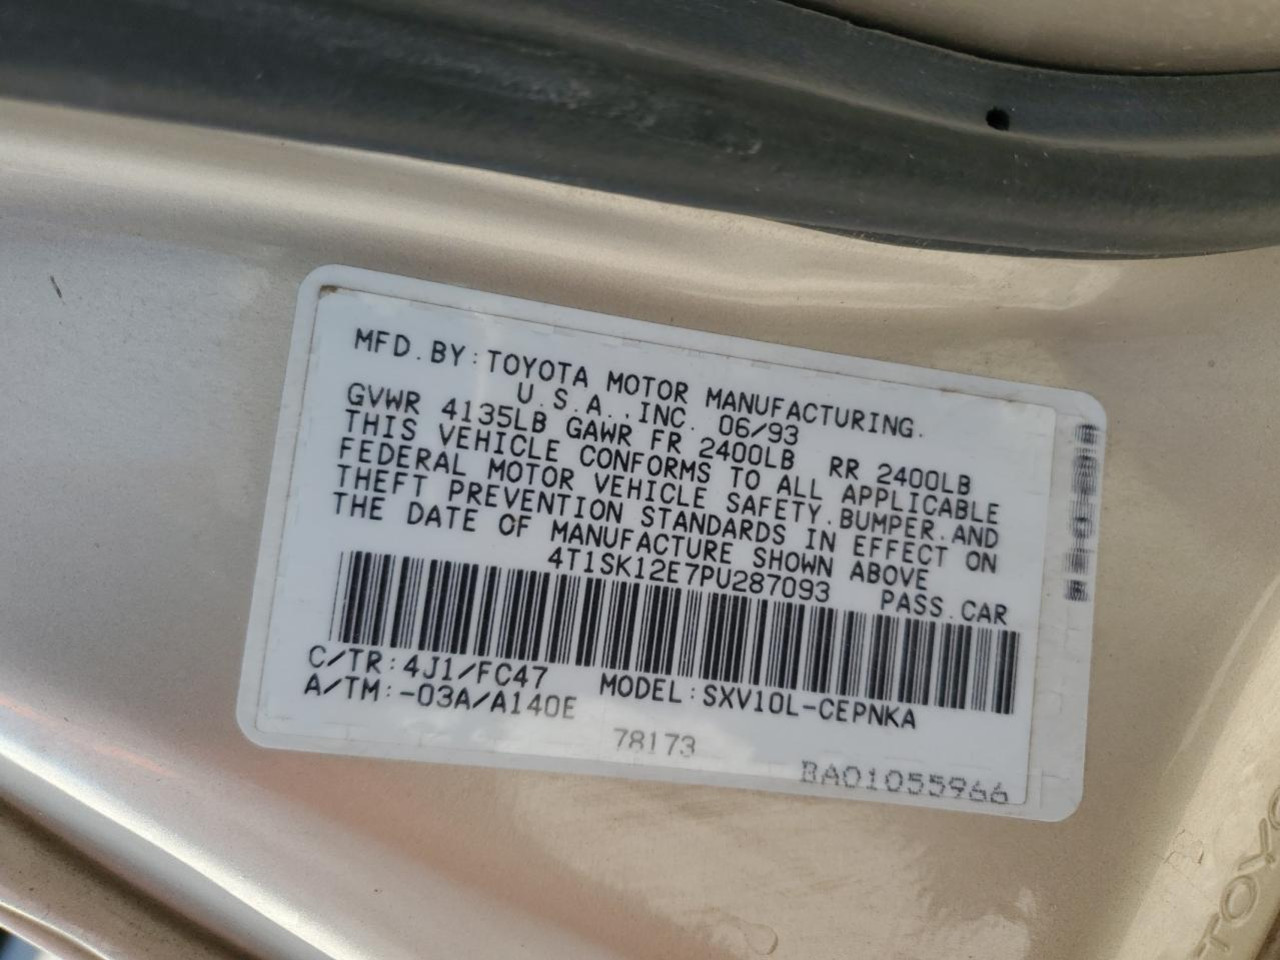 MFD. BY: TOYOTA MOTOR MANUFACTURING.
U.S.A., INC. 06/93
GVWR 4135LB GAWR FR 2400LB RR 2400LB
THIS VEHICLE CONFORMS TO ALL APPLICABLE
FEDERAL MOTOR VEHICLE SAFETY, BUMPER, AND
THEFT PREVENTION STANDARDS IN EFFECT ON
THE DATE OF MANUFACTURE SHOWN ABOVE
4T1SK12E7PU287093 PASS. CAR
C/TR: 4J1/FC47 MODEL: SXV10L-CEPNKA
A/TM: -03A/A140E
78173
BA01055966